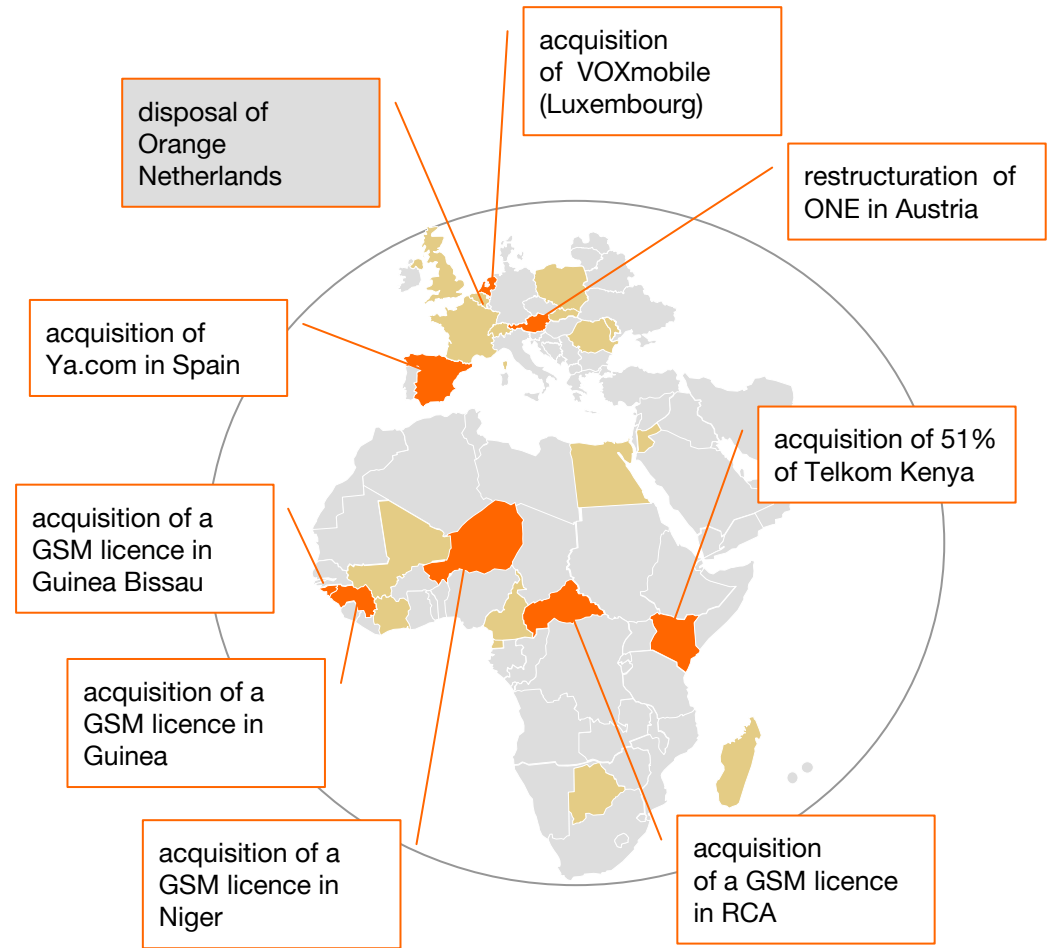 acquisition
of VOXmobile
(Luxembourg)
disposal of
Orange
Netherlands
restructuration of
ONE in Austria
acquisition of
Ya.com in Spain
acquisition of 51%
of Telkom Kenya
acquisition of a
GSM licence in
Guinea Bissau
acquisition of a
GSM licence in
Guinea
acquisition of a
GSM licence in
Niger
acquisition
of a GSM licence
in RCA